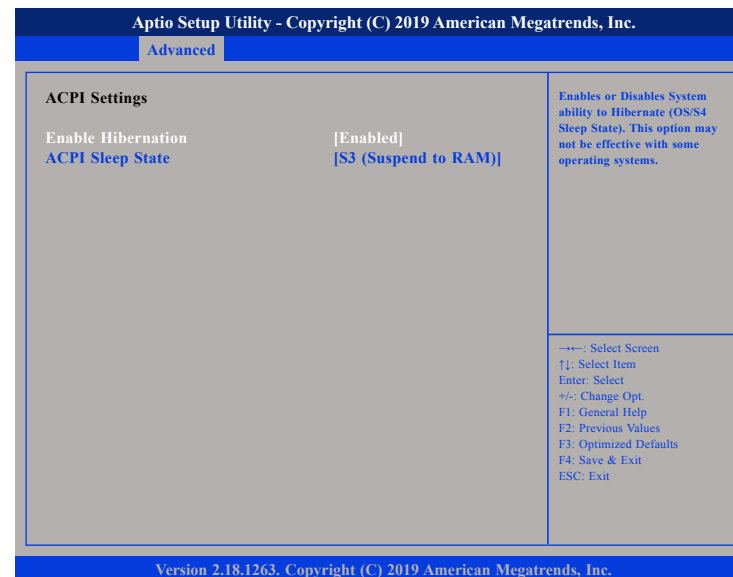 Aptio Setup Utility - Copyright (C) 2019 American Megatrends, Inc.
Advanced
ACPI Settings
Enable Hibernation [Enabled]
ACPI Sleep State [S3 (Suspend to RAM)]
Enables or Disables System
ability to Hibernate (OS/S4
Sleep State). This option may
not be effective with some
operating systems.
→←: Select Screen
↑↓: Select Item
Enter: Select
+/-: Change Opt.
F1: General Help
F2: Previous Values
F3: Optimized Defaults
F4: Save & Exit
ESC: Exit
Version 2.18.1263. Copyright (C) 2019 American Megatrends, Inc.